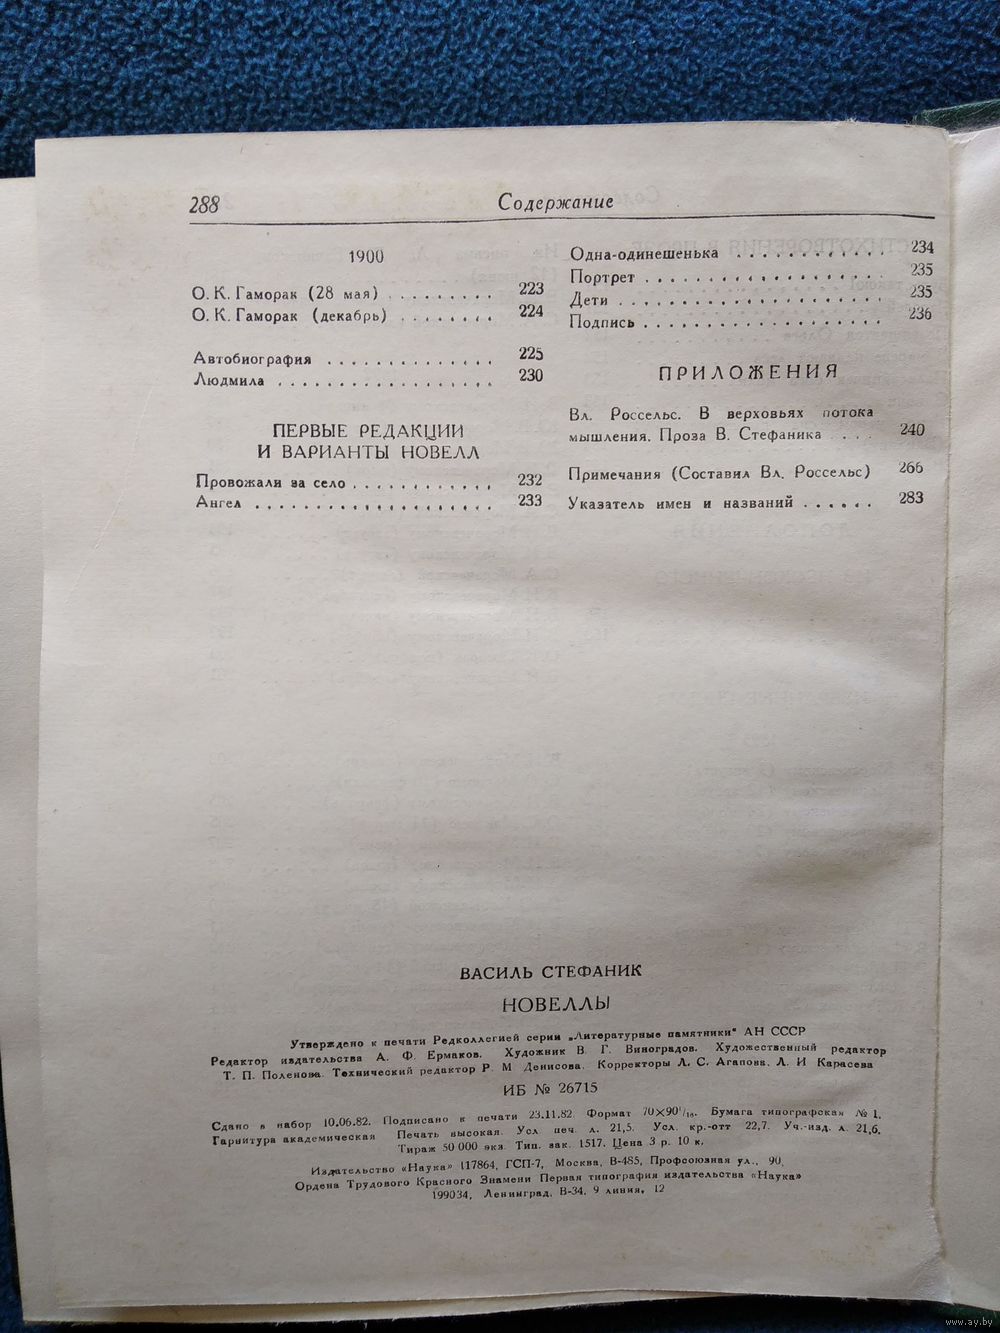 288
Содержание
1900
О. К. Гаморак (28 мая) . . . . . . . . . 223
О. К. Гаморак (декабрь) . . . . . . . . 224
Автобиография . . . . . . . . . . . . . 225
Людмила . . . . . . . . . . . . . . . . . 230
ПЕРВЫЕ РЕДАКЦИИ
И ВАРИАНТЫ НОВЕЛЛ
Провожали за село . . . . . . . . . . . 232
Ангел . . . . . . . . . . . . . . . . . . . 233
Одна-одинешенька . . . . . . . . . . . 234
Портрет . . . . . . . . . . . . . . . . . 235
Дети . . . . . . . . . . . . . . . . . . . 235
Подпись . . . . . . . . . . . . . . . . . 236
ПРИЛОЖЕНИЯ
Вл. Россельс. В верховьях потока
мышления. Проза В. Стефаника . . . . 240
Примечания (Составил Вл. Россельс) 266
Указатель имен и названий . . . . . . 283
ВАСИЛЬ СТЕФАНИК
НОВЕЛЛЫ
Утверждено к печати Редколлегией серии „Литературные памятники“ АН СССР
Редактор издательства А. Ф. Ермаков. Художник В. Г. Виноградов. Художественный редактор
Т. П. Поленова. Технический редактор Р. М. Денисова. Корректоры Л. С. Агапова, Л. И Карасева
ИБ № 26715
Сдано в набор 10.06.82. Подписано к печати 23.11.82. Формат 70×90¹/₁₆. Бумага типографская № 1.
Гарнитура академическая Печать высокая. Усл печ л. 21,5. Усл. кр.-отт 22,7. Уч.-изд. л. 21,6.
Тираж 50 000 экз. Тип. зак. 1517. Цена 3 р. 10 к.
Издательство «Наука» 117864, ГСП-7, Москва, В-485, Профсоюзная ул., 90.
Ордена Трудового Красного Знамени Первая типография издательства «Наука»
199034, Ленинград, В-34, 9 линия, 12
www.ay.by